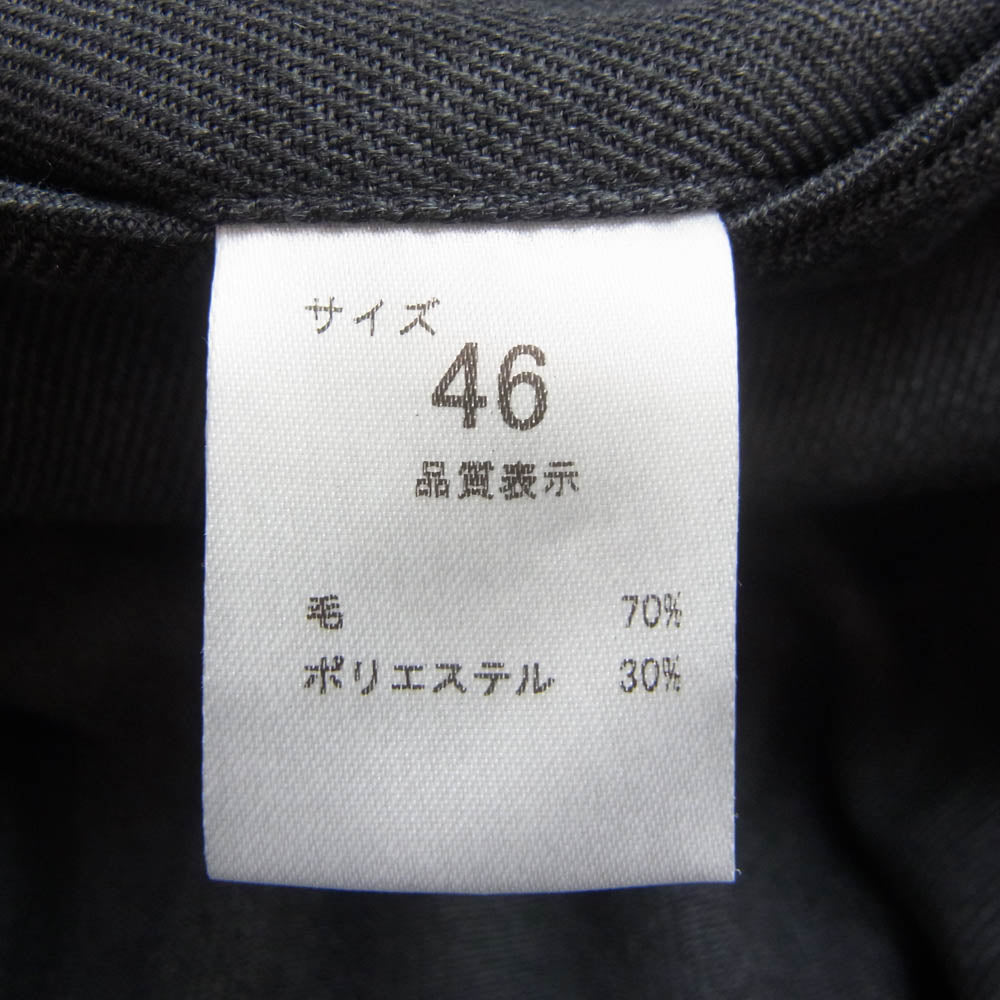 サイズ
46
品質表示
毛 70%
ポリエステル 30%